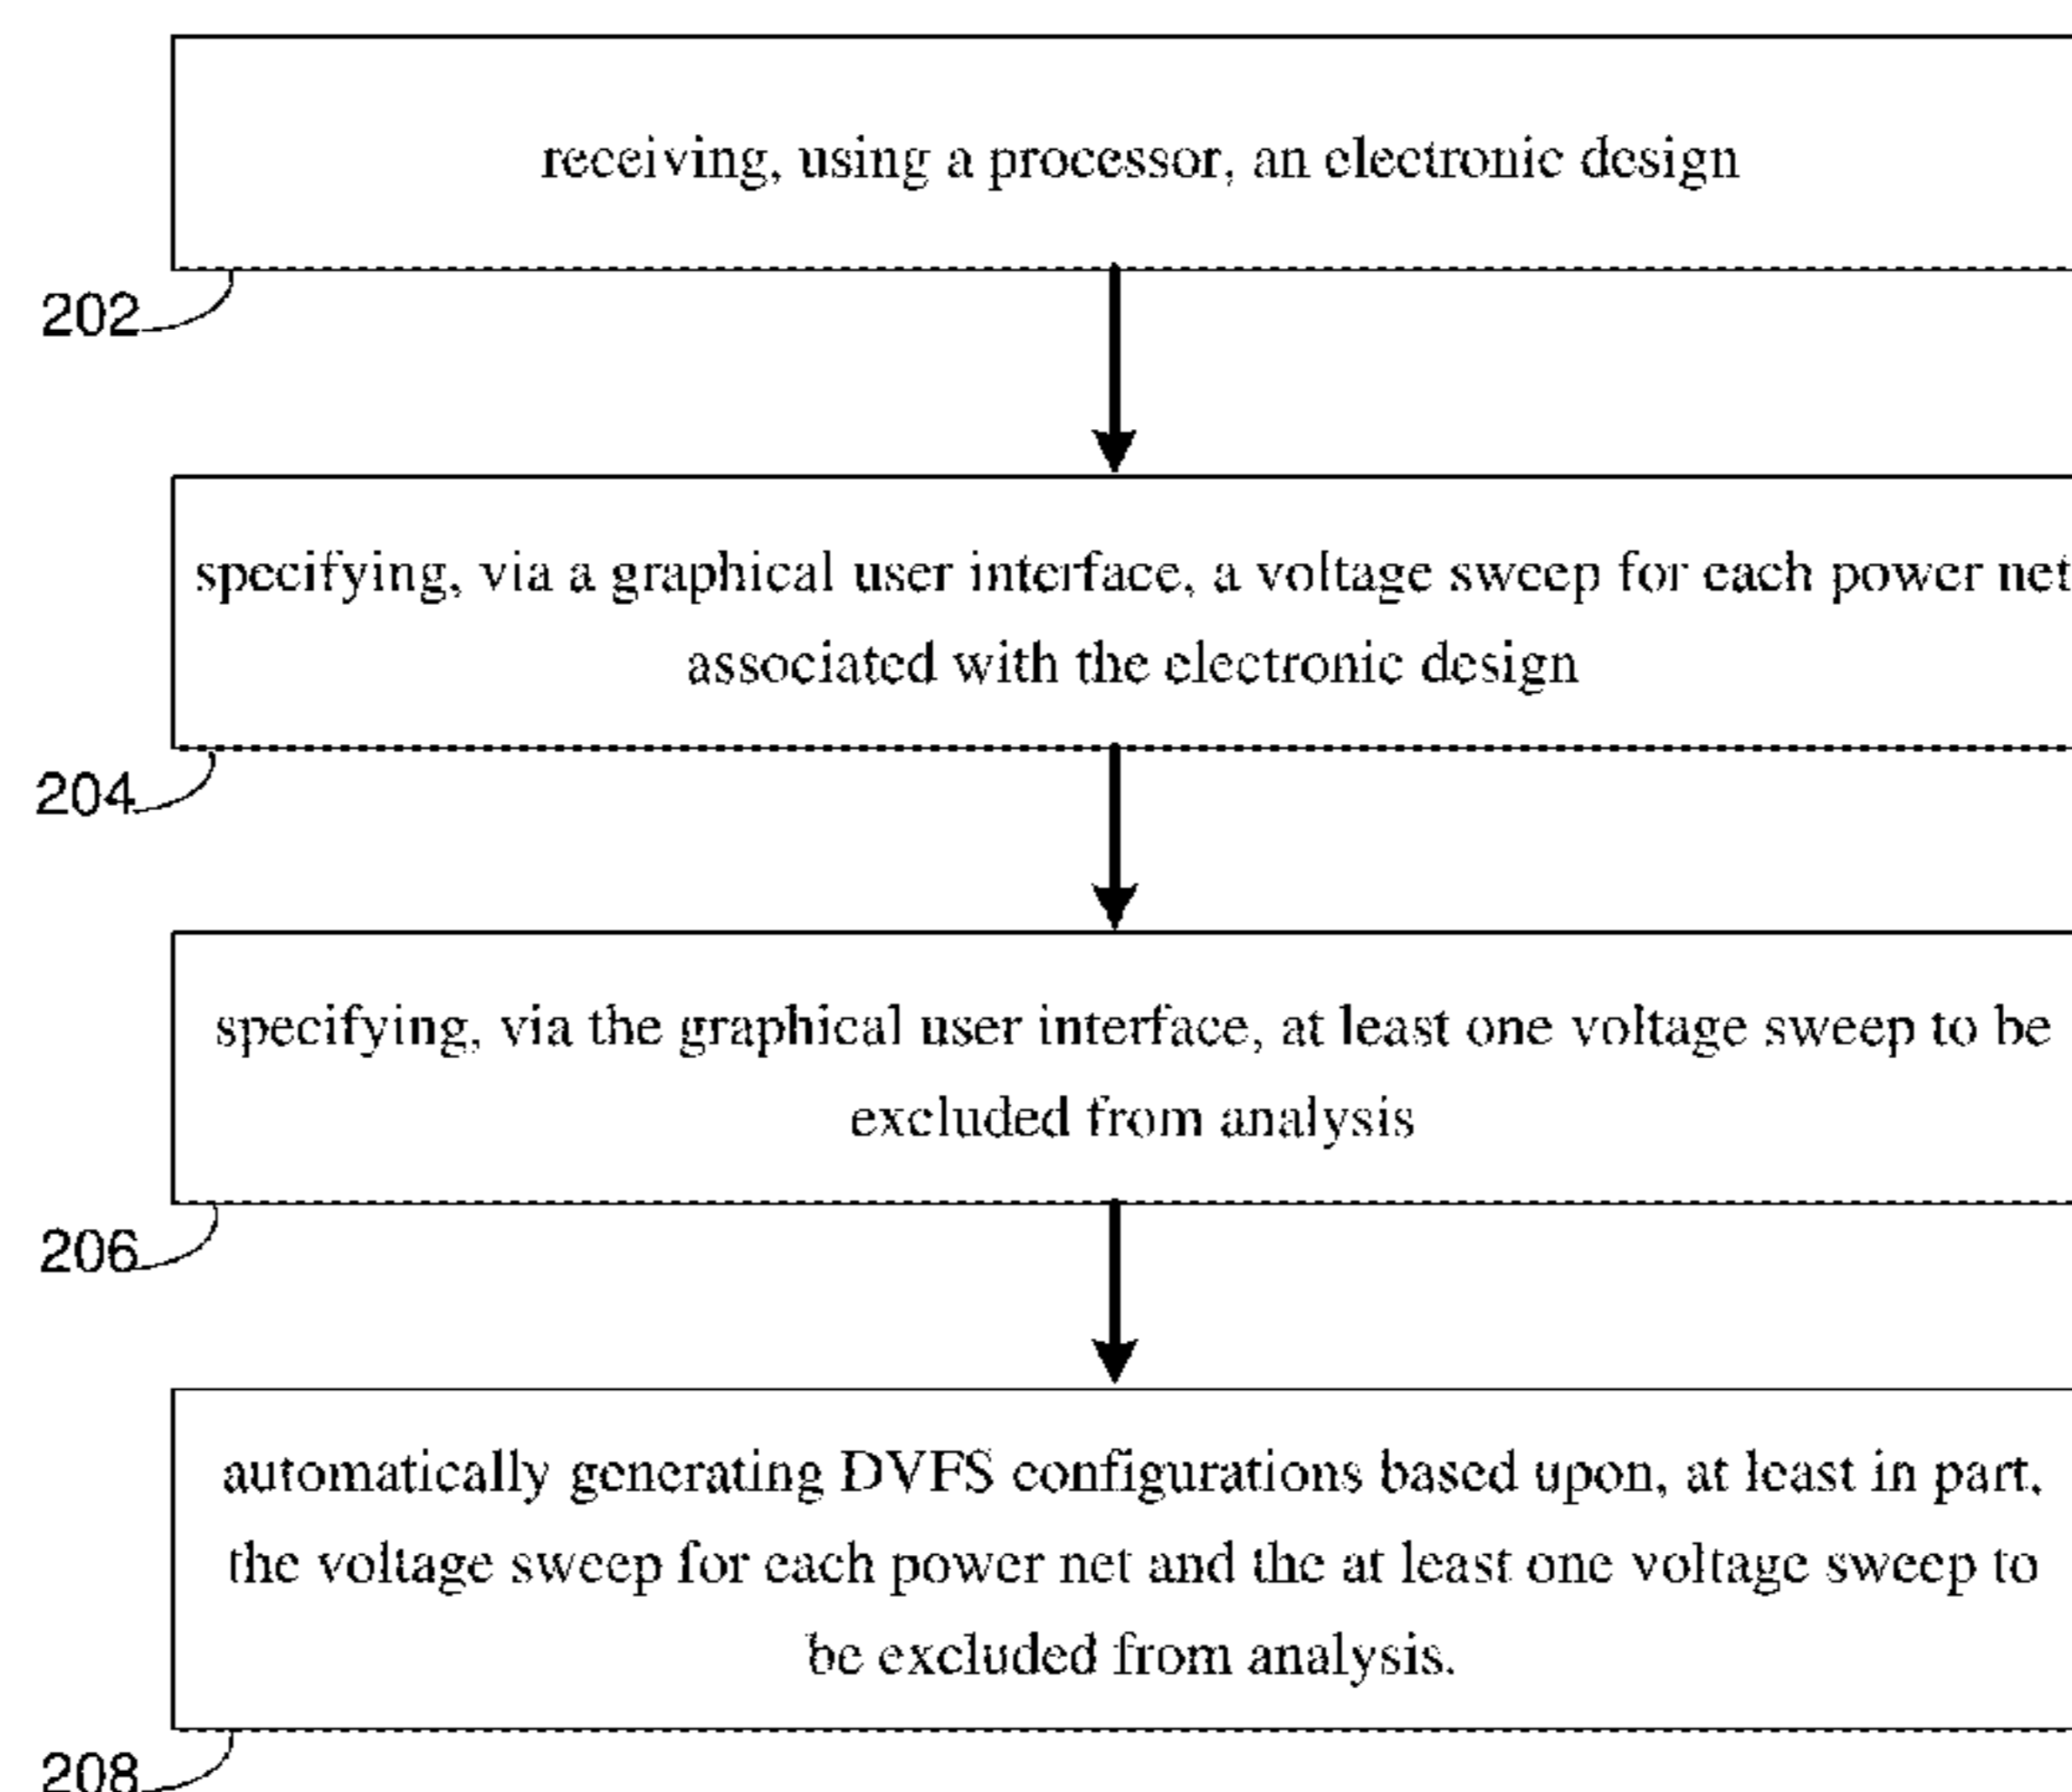 receiving, using a processor, an electronic design
202
specifying, via a graphical user interface, a voltage sweep for each power net
associated with the electronic design
204
specifying, via the graphical user interface, at least one voltage sweep to be
excluded from analysis
206
automatically generating DVFS configurations based upon, at least in part,
the voltage sweep for each power net and the at least one voltage sweep to
be excluded from analysis.
208